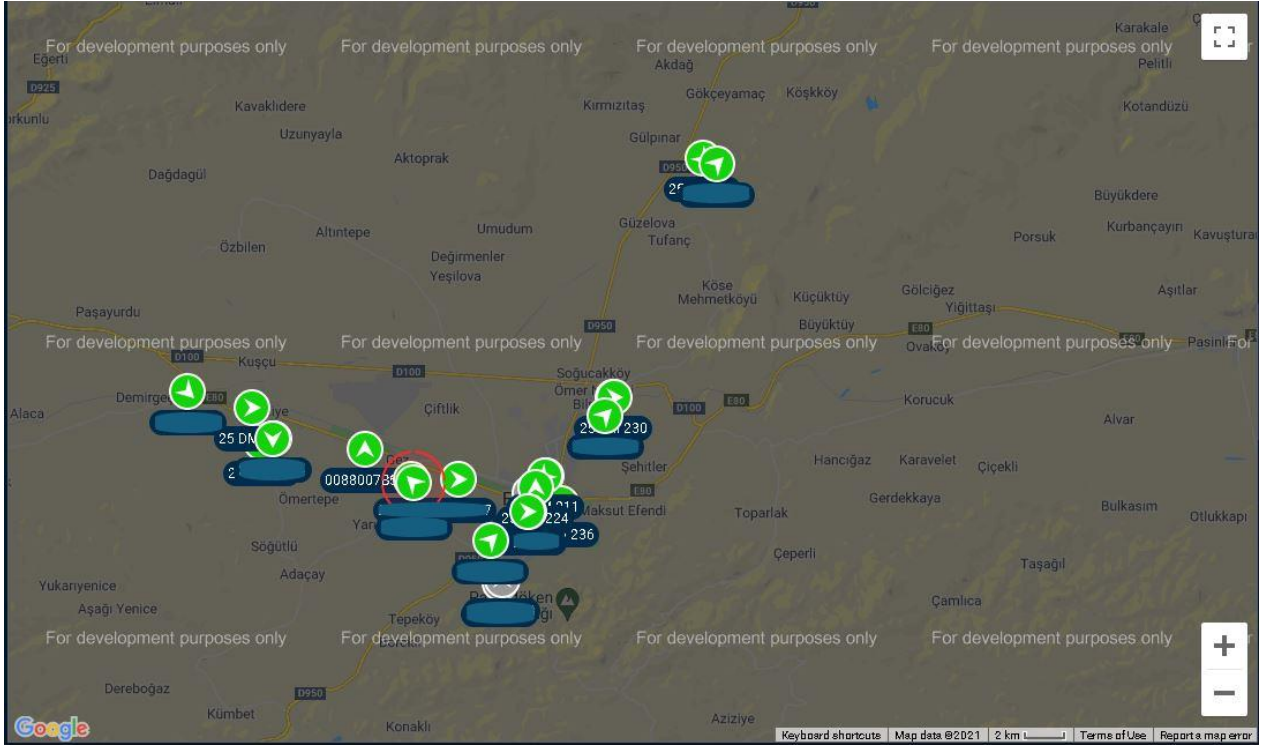 For development purposes only For development purposes only For development purposes only For development purposes only
Karakale
Eğerti
Akdağ
Pelitli
D925
Gökçeyamaç Köşkköy
Kavaklıdere
Kırmızıtaş
Kotandüzü
Uzunyayla
Gülpınar
Aktoprak
Dağdagül
Büyükdere
Güzelova
Altıntepe
Umudum
Kurbançayırı
Özbilen
Tufanç
Porsuk
Değirmenler
Yeşilova
Köse
Mehmetköyü
Küçüktüy
Gölciğez
Aşıtlar
Yiğittaşı
Paşayurdu
D950
Büyüktüy
E80
For development purposes only For development purposes only For development purposes only For development purposes only
Ovaköy
D100
Kuşçu
D100
Soğucakköy
E80
D100
E80
Korucuk
Alaca
Çiftlik
Alvar
25 DM
230
Hancığaz
Karavelet
Çiçekli
Şehitler
E80
Ömertepe
Gerdekkaya
Bulkasım
211
Maksut Efendi
Toparlak
Otlukkapı
224
236
Söğütlü
Çeperli
Taşağıl
Adaçay
Yukarıyenice
Aşağı Yenice
Çamlıca
Tepeköy
For development purposes only For development purposes only For development purposes only For development purposes only
Dereboğaz
D950
Kümbet
Konaklı
Aziziye
Google
Keyboard shortcuts Map data ©2021 2 km Terms of Use Report a map error